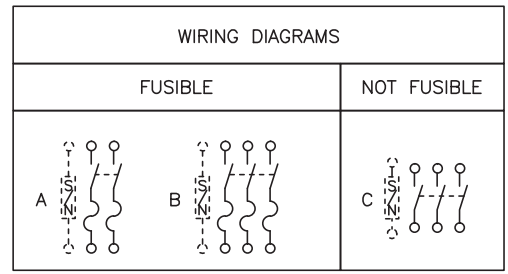 WIRING DIAGRAMS
FUSIBLE NOT FUSIBLE
A S/N B S/N C S/N